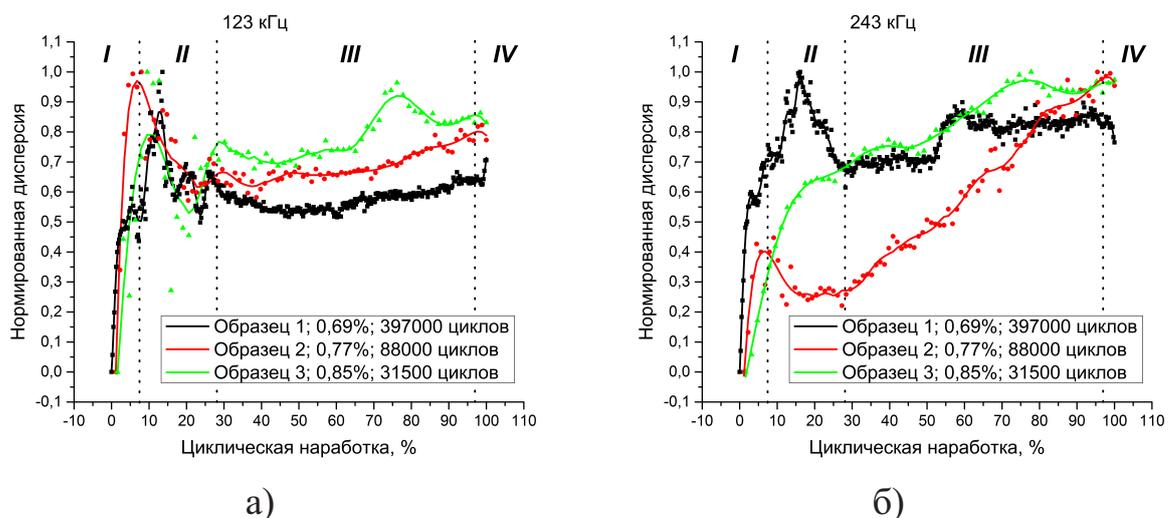 123 кГц
I II III IV
1,1
1,0
0,9
0,8
0,7
0,6
0,5
0,4
0,3
0,2
0,1
0,0
-0,1
Нормированная дисперсия
Образец 1; 0,69%; 397000 циклов
Образец 2; 0,77%; 88000 циклов
Образец 3; 0,85%; 31500 циклов
-10 0 10 20 30 40 50 60 70 80 90 100 110
Циклическая наработка, %
а)
243 кГц
I II III IV
1,1
1,0
0,9
0,8
0,7
0,6
0,5
0,4
0,3
0,2
0,1
0,0
-0,1
Нормированная дисперсия
Образец 1; 0,69%; 397000 циклов
Образец 2; 0,77%; 88000 циклов
Образец 3; 0,85%; 31500 циклов
-10 0 10 20 30 40 50 60 70 80 90 100 110
Циклическая наработка, %
б)